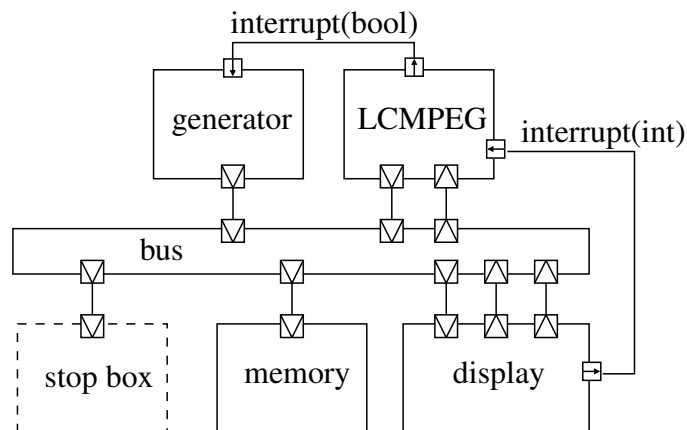 interrupt(bool)
generator
LCMPEG
interrupt(int)
bus
stop box
memory
display